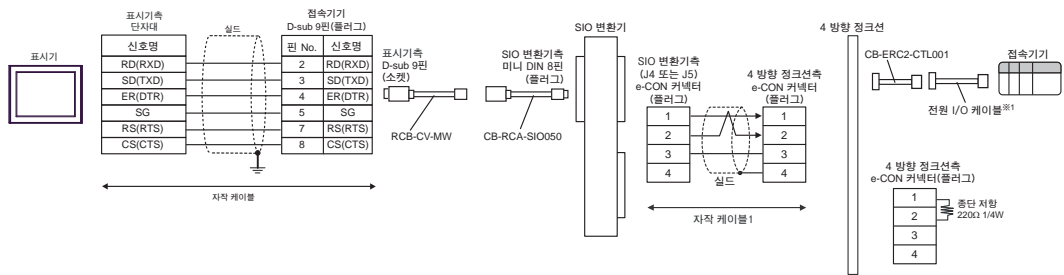 표시기
표시기측
단자대
신호명
RD(RXD)
SD(TXD)
ER(DTR)
SG
RS(RTS)
CS(CTS)
실드
접속기기
D-sub 9핀(플러그)
핀 No. 신호명
2 RD(RXD)
3 SD(TXD)
4 ER(DTR)
5 SG
7 RS(RTS)
8 CS(CTS)
자작 케이블
표시기측
D-sub 9핀
(소켓)
RCB-CV-MW
SIO 변환기측
미니 DIN 8핀
(플러그)
CB-RCA-SIO050
SIO 변환기
SIO 변환기측
(J4 또는 J5)
e-CON 커넥터
(플러그)
1
2
3
4
실드
4 방향 정크션측
e-CON 커넥터
(플러그)
1
2
3
4
자작 케이블1
4 방향 정크션
CB-ERC2-CTL001
전원 I/O 케이블※1
접속기기
4 방향 정크션측
e-CON 커넥터(플러그)
1
2
3
4
종단 저항
220Ω 1/4W